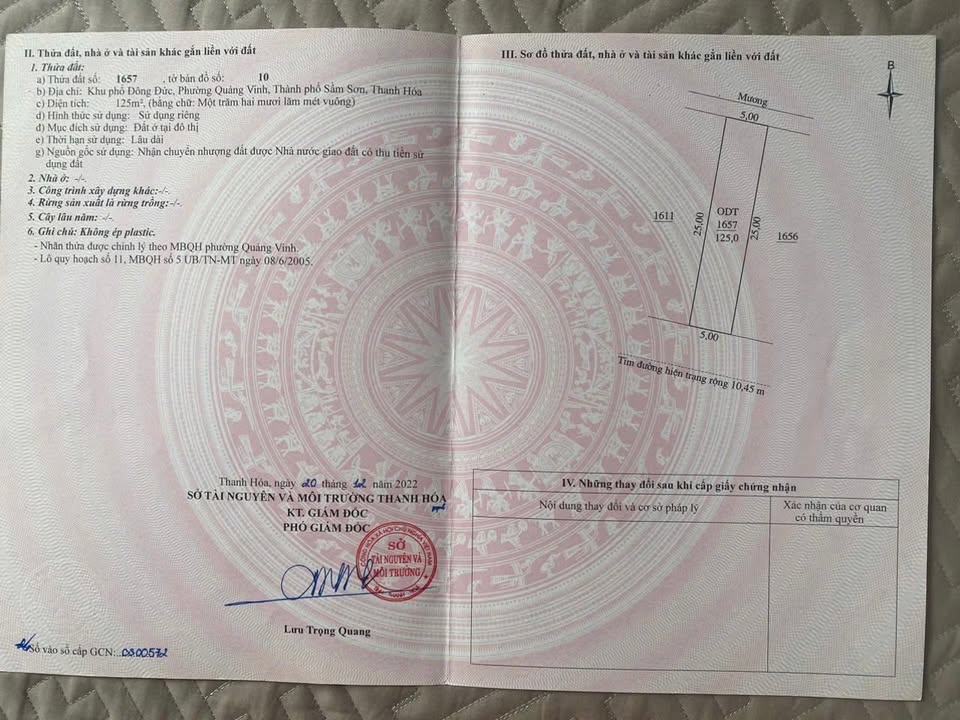 II. Thửa đất, nhà ở và tài sản khác gắn liền với đất
1. Thửa đất:
a) Thửa đất số: 1657 , tờ bản đồ số: 10
b) Địa chỉ: Khu phố Đông Đức, Phường Quảng Vinh, Thành phố Sầm Sơn, Thanh Hóa
c) Diện tích: 125m², (bằng chữ: Một trăm hai mươi lăm mét vuông)
d) Hình thức sử dụng: Sử dụng riêng
đ) Mục đích sử dụng: Đất ở tại đô thị
e) Thời hạn sử dụng: Lâu dài
g) Nguồn gốc sử dụng: Nhận chuyển nhượng đất được Nhà nước giao đất có thu tiền sử
dụng đất
2. Nhà ở: -/-.
3. Công trình xây dựng khác:-/-.
4. Rừng sản xuất là rừng trồng:-/-.
5. Cây lâu năm: -/-.
6. Ghi chú: Không ép plastic.
- Nhãn thửa được chỉnh lý theo MBQH phường Quảng Vinh.
- Lô quy hoạch số 11, MBQH số 5 UB/TN-MT ngày 08/6/2005.
Thanh Hóa, ngày 20 tháng 12 năm 2022
SỞ TÀI NGUYÊN VÀ MÔI TRƯỜNG THANH HÓA
KT. GIÁM ĐỐC
PHÓ GIÁM ĐỐC
SỞ
TÀI NGUYÊN VÀ
MÔI TRƯỜNG
Lưu Trọng Quang
Số vào sổ cấp GCN:
III. Sơ đồ thửa đất, nhà ở và tài sản khác gắn liền với đất
B
Mương
5,00
1611
25,00
ODT
1657
125,0
25,00
1656
5,00
Tim đường hiện trạng rộng 10,45 m
IV. Những thay đổi sau khi cấp giấy chứng nhận
Nội dung thay đổi và cơ sở pháp lý
Xác nhận của cơ quan
có thẩm quyền